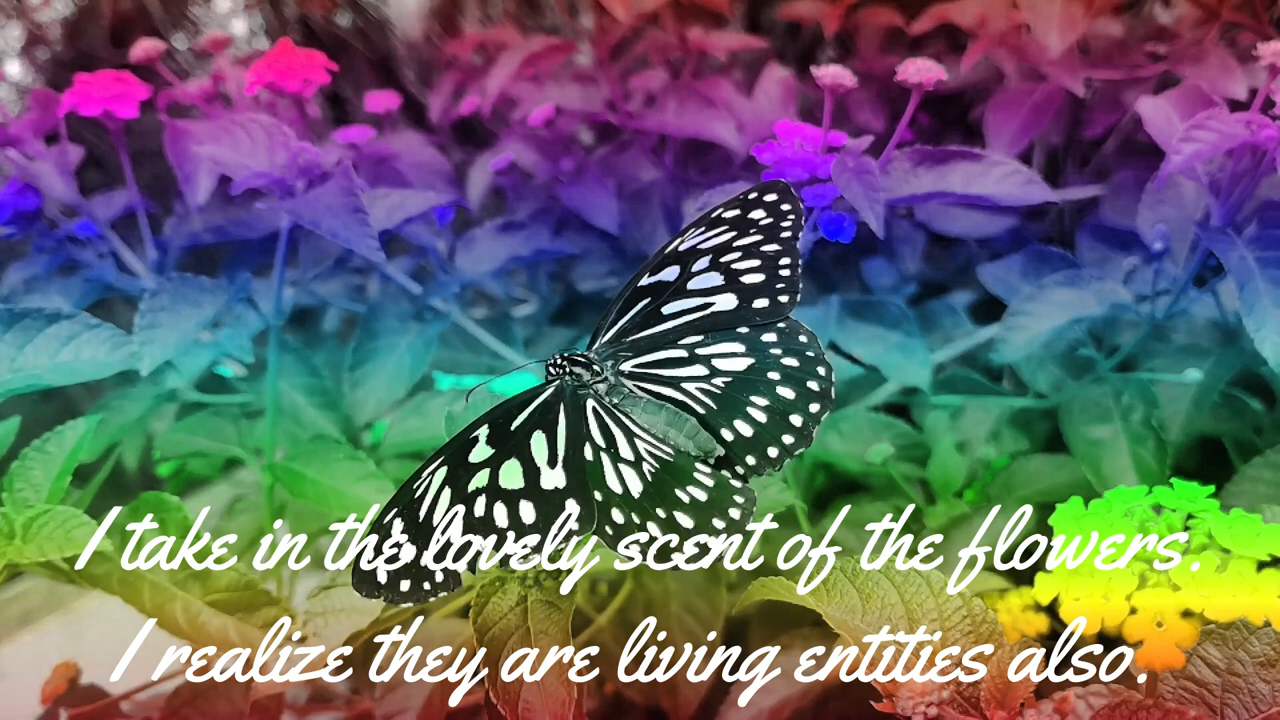 I take in the lovely scent of the flowers.
I realize they are living entities also.